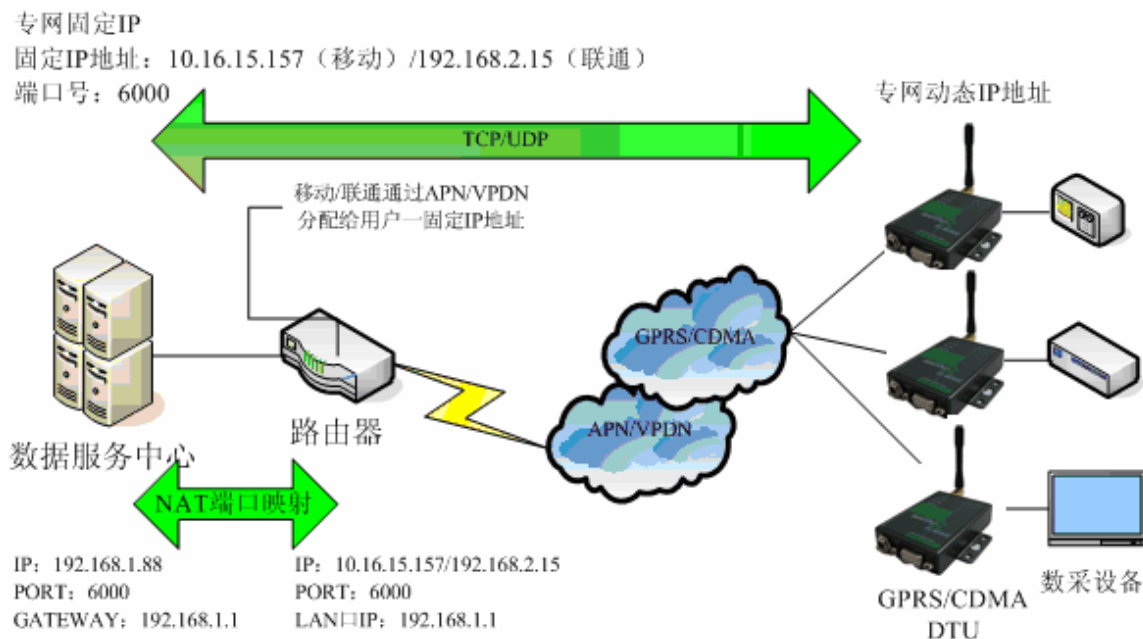 专网固定IP
固定IP地址：10.16.15.157（移动）/192.168.2.15（联通）
端口号：6000
专网动态IP地址
TCP/UDP
移动/联通通过APN/VPDN
分配给用户一固定IP地址
GPRS/CDMA
APN/VPDN
路由器
数据服务中心
NAT端口映射
IP：192.168.1.88
PORT：6000
GATEWAY：192.168.1.1
IP：10.16.15.157/192.168.2.15
PORT：6000
LAN口IP：192.168.1.1
GPRS/CDMA
DTU
数采设备